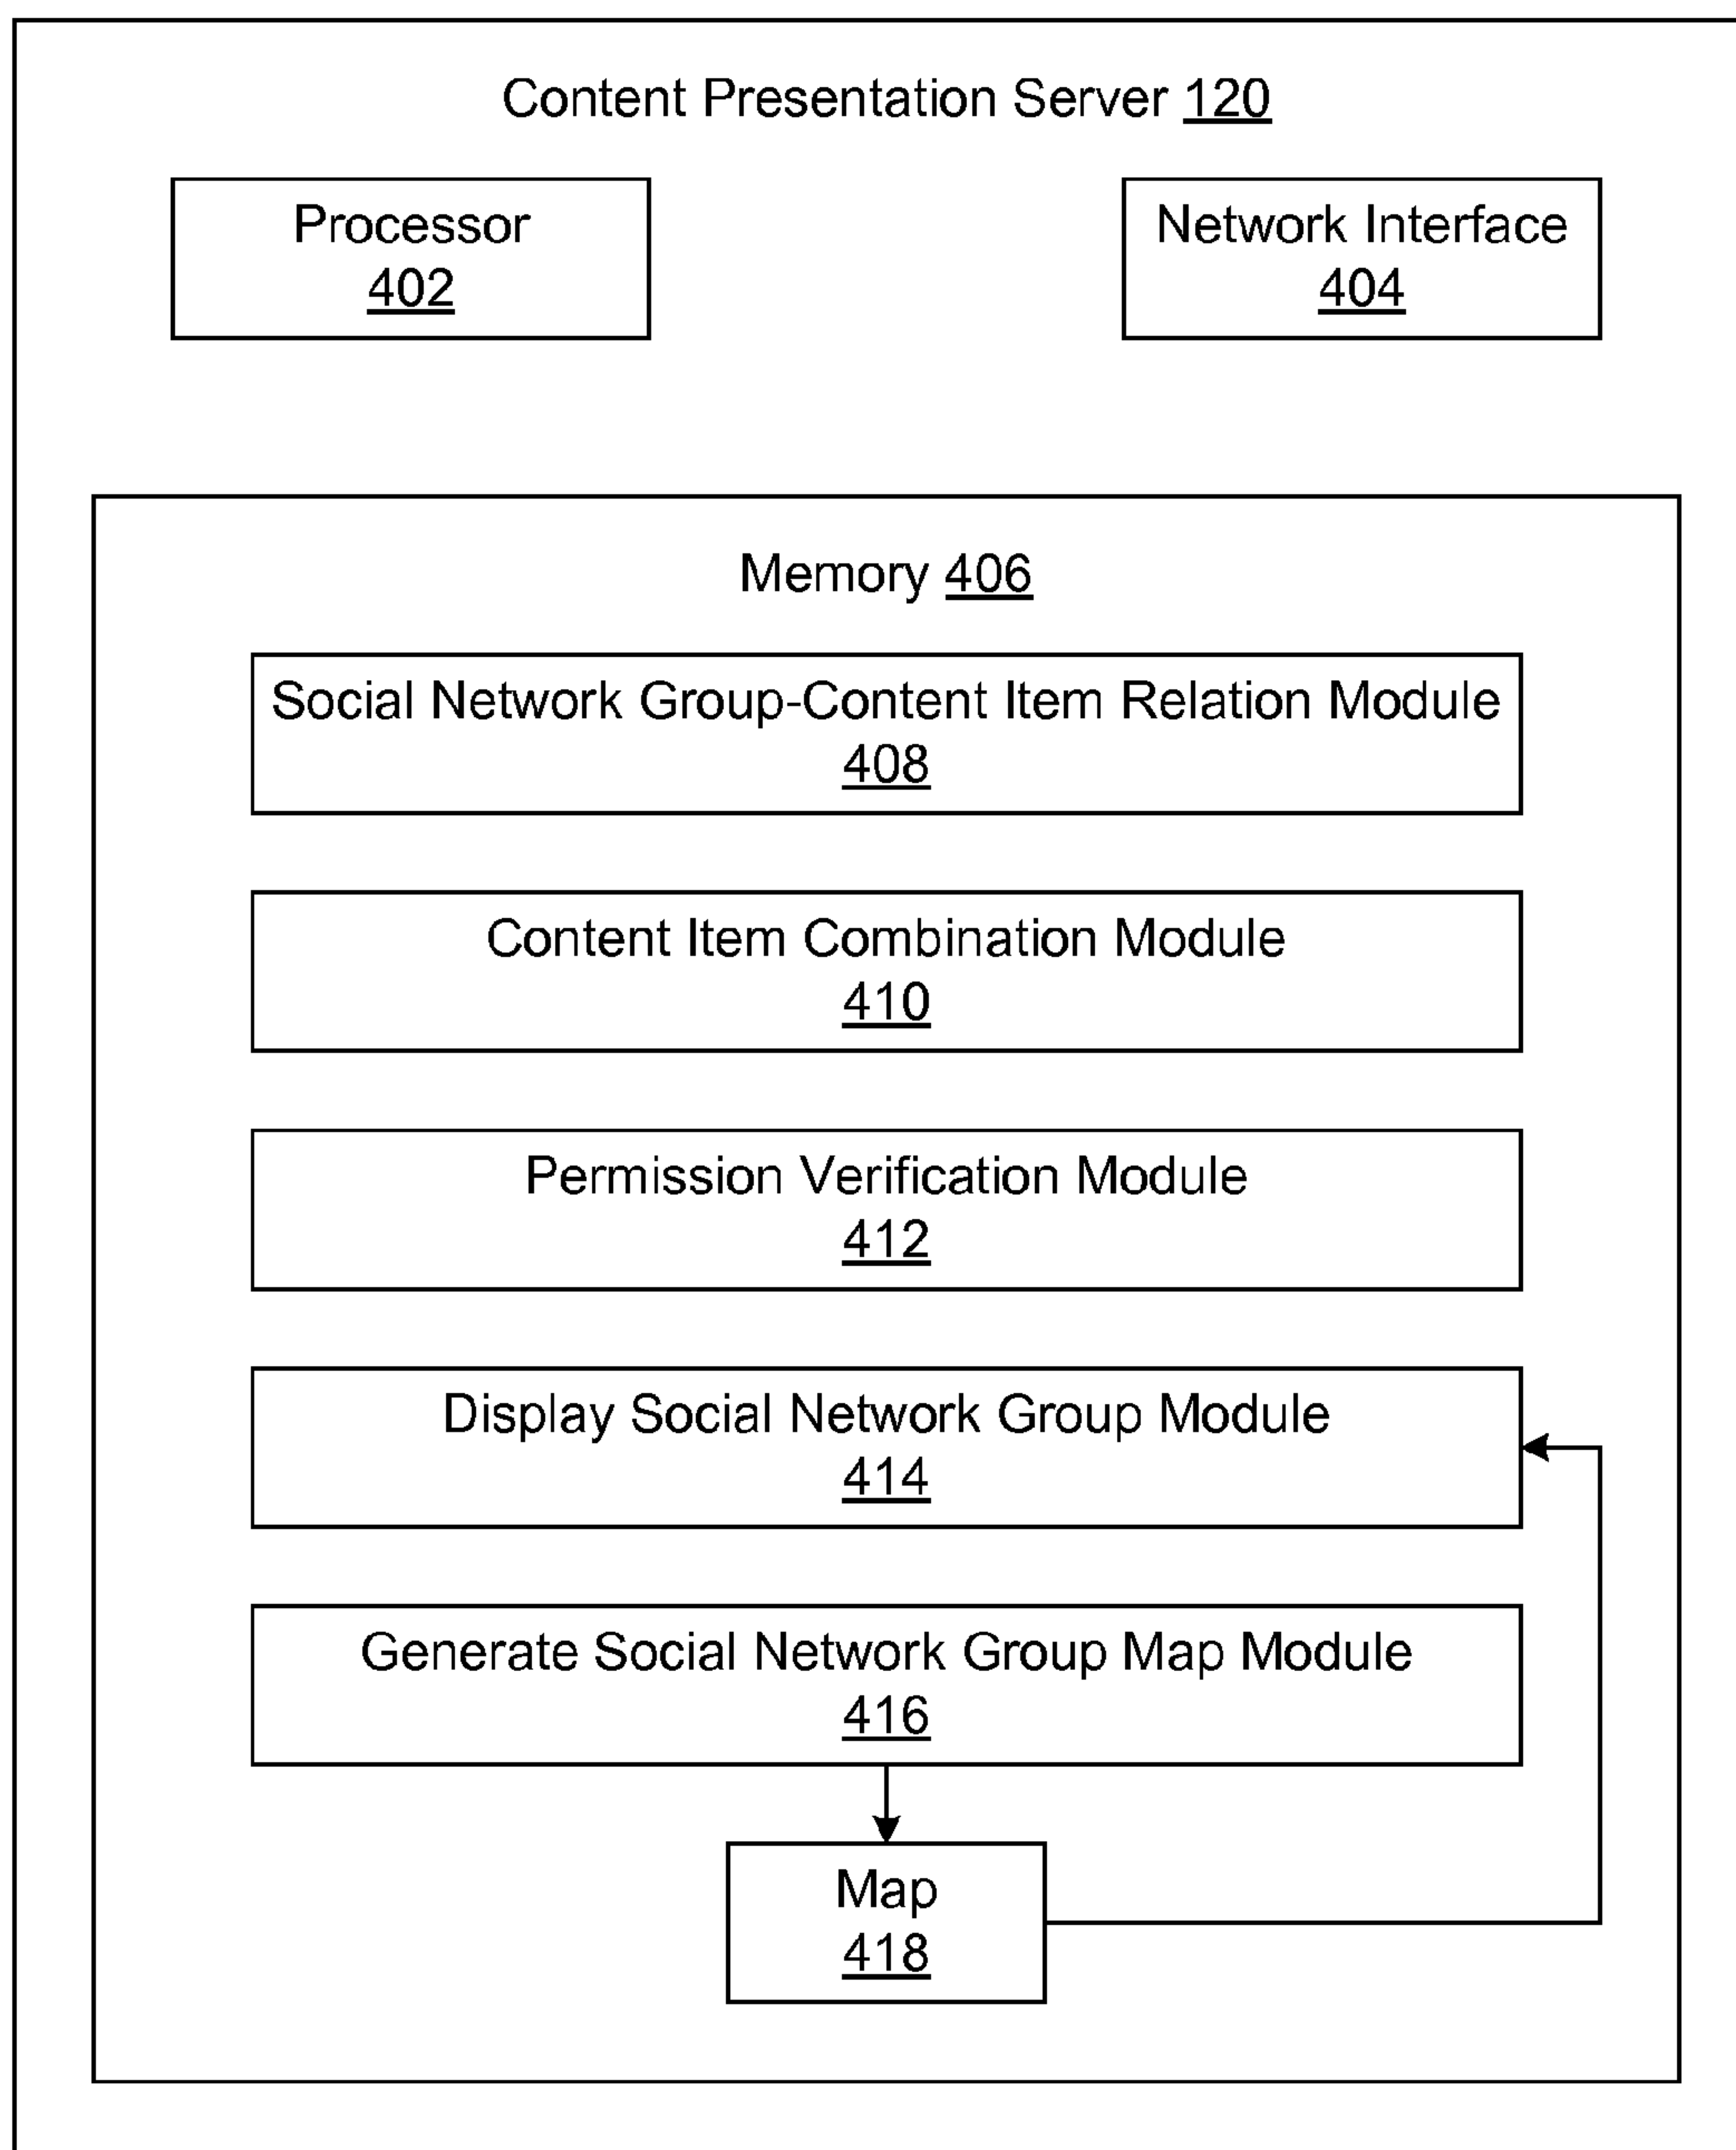 Content Presentation Server 120
Processor
402
Network Interface
404
Memory 406
Social Network Group-Content Item Relation Module
408
Content Item Combination Module
410
Permission Verification Module
412
Display Social Network Group Module
414
Generate Social Network Group Map Module
416
Map
418